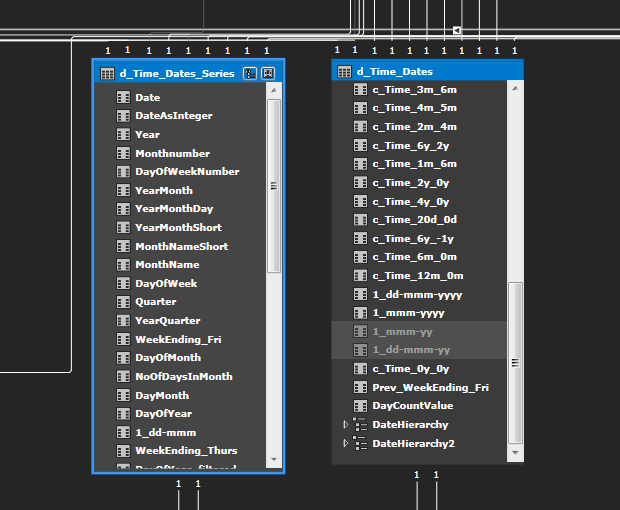 1 1 1 1 1 1 1 1 1
1 1 1 1 1 1 1 1 1 1
d_Time_Dates_Series
Date
DateAsInteger
Year
Monthnumber
DayOfWeekNumber
YearMonth
YearMonthDay
YearMonthShort
MonthNameShort
MonthName
DayOfWeek
Quarter
YearQuarter
WeekEnding_Fri
DayOfMonth
NoOfDaysInMonth
DayMonth
DayOfYear
1_dd-mmm
WeekEnding_Thurs
DayOfYear_filtered
1 1
d_Time_Dates
c_Time_3m_6m
c_Time_4m_5m
c_Time_2m_4m
c_Time_6y_2y
c_Time_1m_6m
c_Time_2y_0y
c_Time_4y_0y
c_Time_20d_0d
c_Time_6y_-1y
c_Time_6m_0m
c_Time_12m_0m
1_dd-mmm-yyyy
1_mmm-yyyy
1_mmm-yy
1_dd-mmm-yy
c_Time_0y_0y
Prev_WeekEnding_Fri
DayCountValue
DateHierarchy
DateHierarchy2
1 1